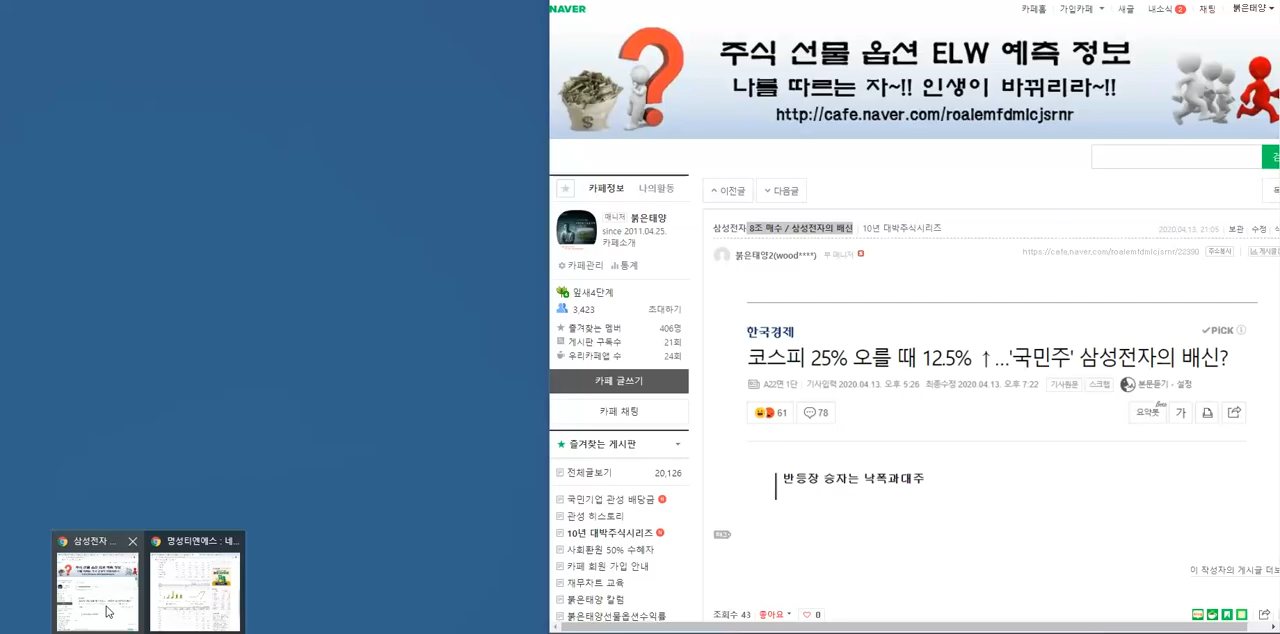 NAVER
카페홈 가입카페 새글 내소식 2 채팅 붉은태양
주식 선물 옵션 ELW 예측 정보
나를 따르는 자~!! 인생이 바뀌리라~!!
http://cafe.naver.com/roalemfdmlcjsrnr
카페정보 나의활동
이전글 다음글
매니저 붉은태양
since 2011.04.25.
카페소개
카페관리 통계
잎새4단계
3,423 초대하기
즐겨찾는 멤버 406명
게시판 구독수 21회
우리카페앱 수 24회
카페 글쓰기
카페 채팅
즐겨찾는 게시판
전체글보기 20,126
국민기업 관성 배당금
관성 히스토리
10년 대박주식시리즈
사회환원 50% 수혜자
카페 회원 가입 안내
재무차트 교육
붉은태양 칼럼
붉은태양선물옵션수익률
삼성전자 8조 매수 / 삼성전자의 배신 10년 대박주식시리즈
2020.04.13. 21:05 보관 수정
붉은태양2(wood****) 부매니저
https://cafe.naver.com/roalemfdmlcjsrnr/22390 주소복사
한국경제
PiCK
코스피 25% 오를 때 12.5% ↑…'국민주' 삼성전자의 배신?
A22면 1단 기사입력 2020.04.13. 오후 5:26 최종수정 2020.04.13. 오후 7:22 기사원문 스크랩 본문듣기 · 설정
61 78
요약봇 beta 가
반등장 승자는 낙폭과대주
태그
이 작성자의 게시글 더보
조회수 43 좋아요 0
삼성전자 ...
명성티앤에스 : 네...